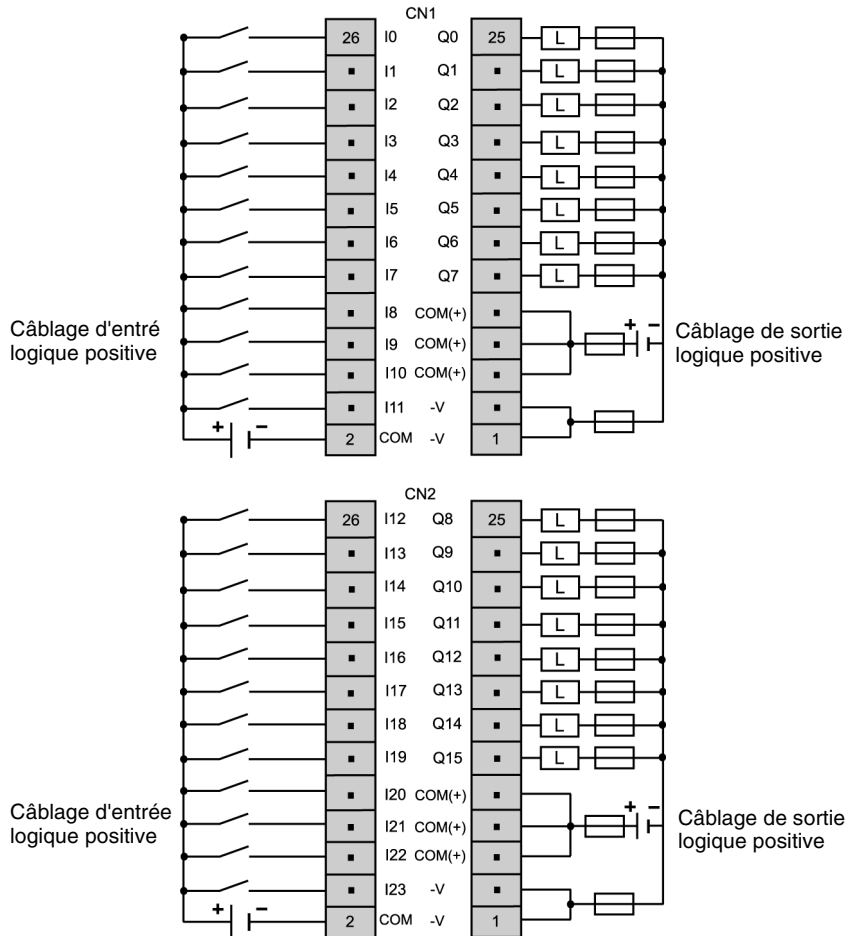 CN1
26 I0 Q0 25 L
I1 Q1 L
I2 Q2 L
I3 Q3 L
I4 Q4 L
I5 Q5 L
I6 Q6 L
I7 Q7 L
I8 COM(+)
I9 COM(+) + −
I10 COM(+)
I11 -V
+ − 2 COM -V 1
Câblage d'entré
logique positive
Câblage de sortie
logique positive
CN2
26 I12 Q8 25 L
I13 Q9 L
I14 Q10 L
I15 Q11 L
I16 Q12 L
I17 Q13 L
I18 Q14 L
I19 Q15 L
I20 COM(+)
I21 COM(+) + −
I22 COM(+)
I23 -V
+ − 2 COM -V 1
Câblage d'entrée
logique positive
Câblage de sortie
logique positive